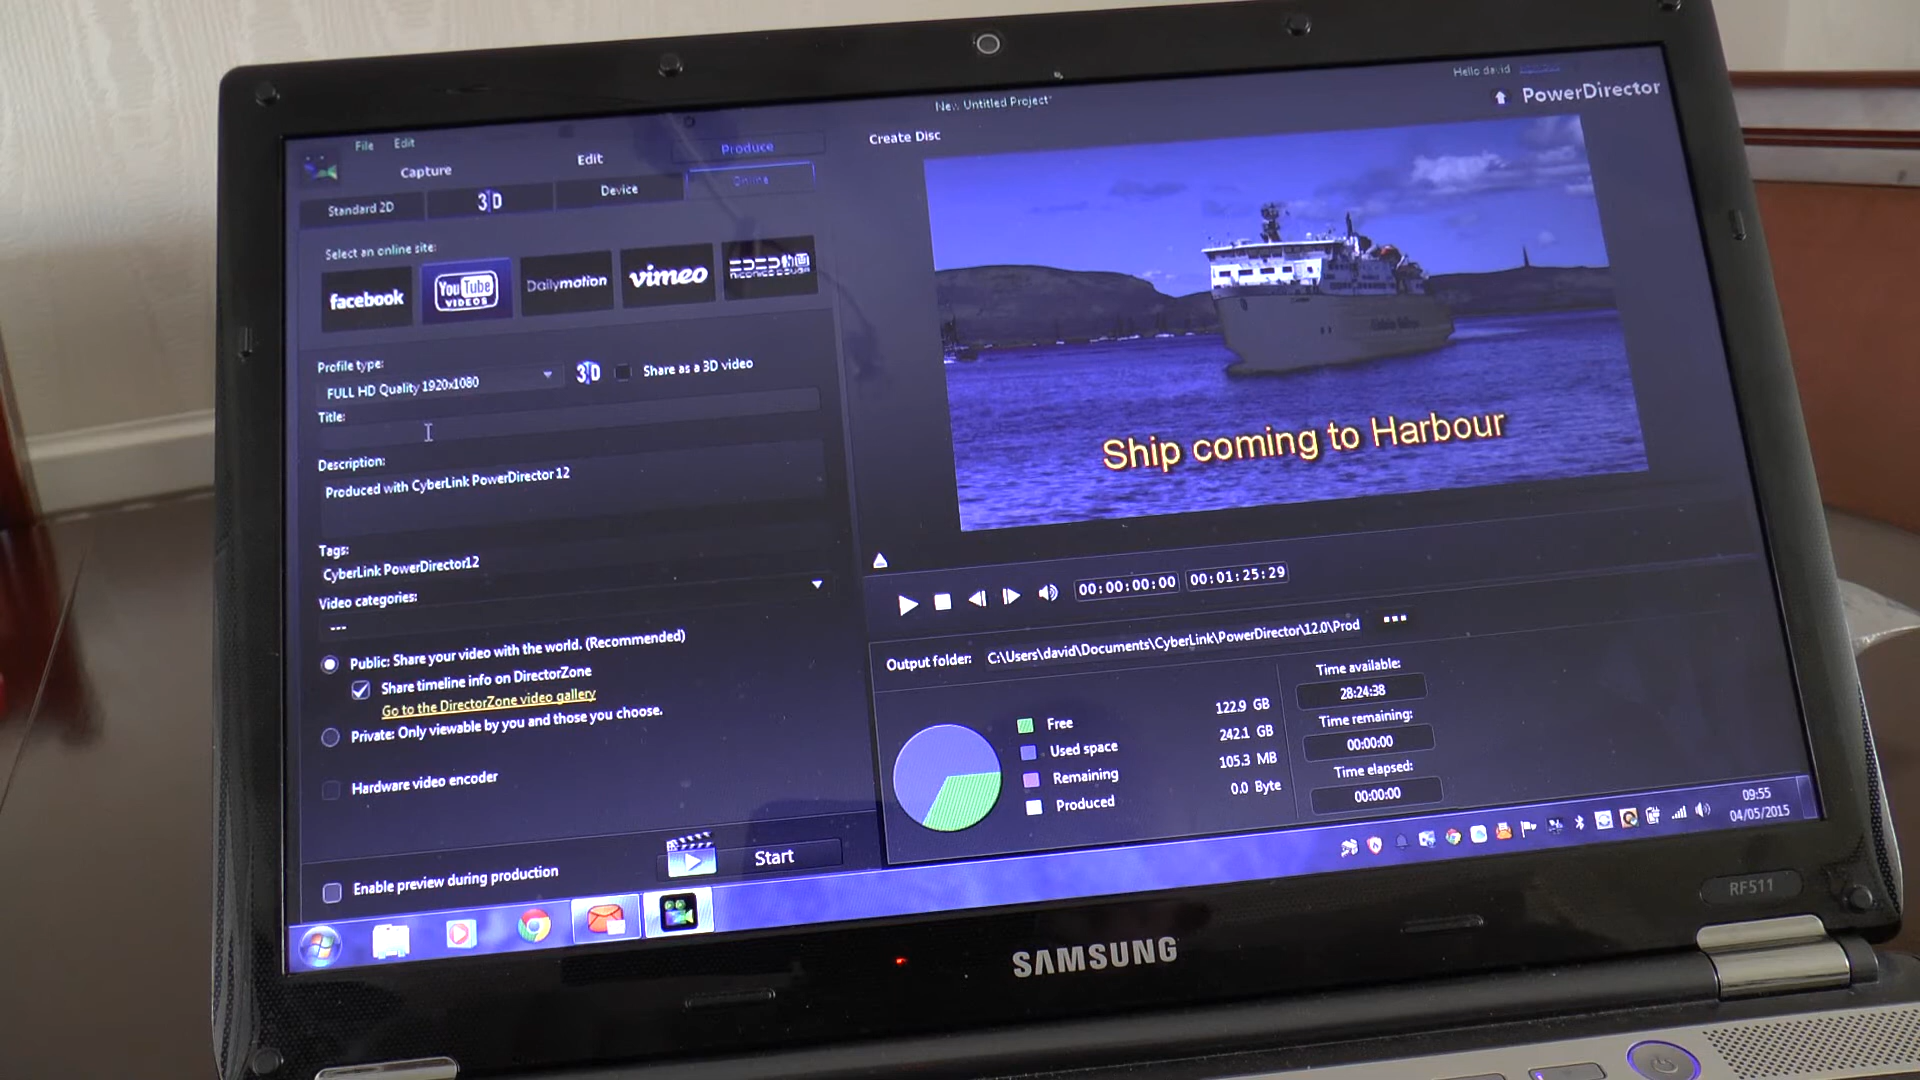 Hello david
New Untitled Project*
PowerDirector
File Edit
Capture Edit Produce Create Disc
Standard 2D 3D Device Online
Select an online site:
facebook You Tube VIDEOS Dailymotion vimeo
Profile type:
FULL HD Quality 1920x1080 3D Share as a 3D video
Title:
Description:
Produced with CyberLink PowerDirector 12
Tags:
CyberLink PowerDirector12
Video categories:
---
Public: Share your video with the world. (Recommended)
Share timeline info on DirectorZone
Go to the DirectorZone video gallery
Private: Only viewable by you and those you choose.
Hardware video encoder
Enable preview during production
Start
Ship coming to Harbour
00:00:00:00 00:01:25:29
Output folder: C:\Users\david\Documents\CyberLink\PowerDirector\12.0\Prod ...
Free 122.9 GB
Used space 242.1 GB
Remaining 105.3 MB
Produced 0.0 Byte
Time available:
28:24:38
Time remaining:
00:00:00
Time elapsed:
00:00:00
09:55
04/05/2015
RF511
SAMSUNG